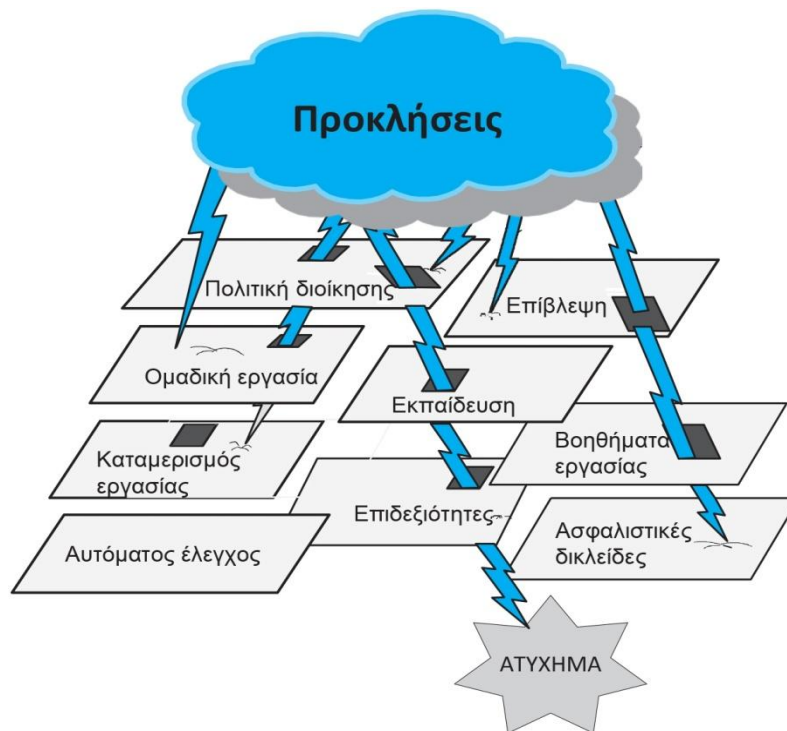 Προκλήσεις
Πολιτική διοίκησης
Επίβλεψη
Ομαδική εργασία
Εκπαίδευση
Καταμερισμός
εργασίας
Βοηθήματα
εργασίας
Επιδεξιότητες
Ασφαλιστικές
δικλείδες
Αυτόματος έλεγχος
ΑΤΥΧΗΜΑ